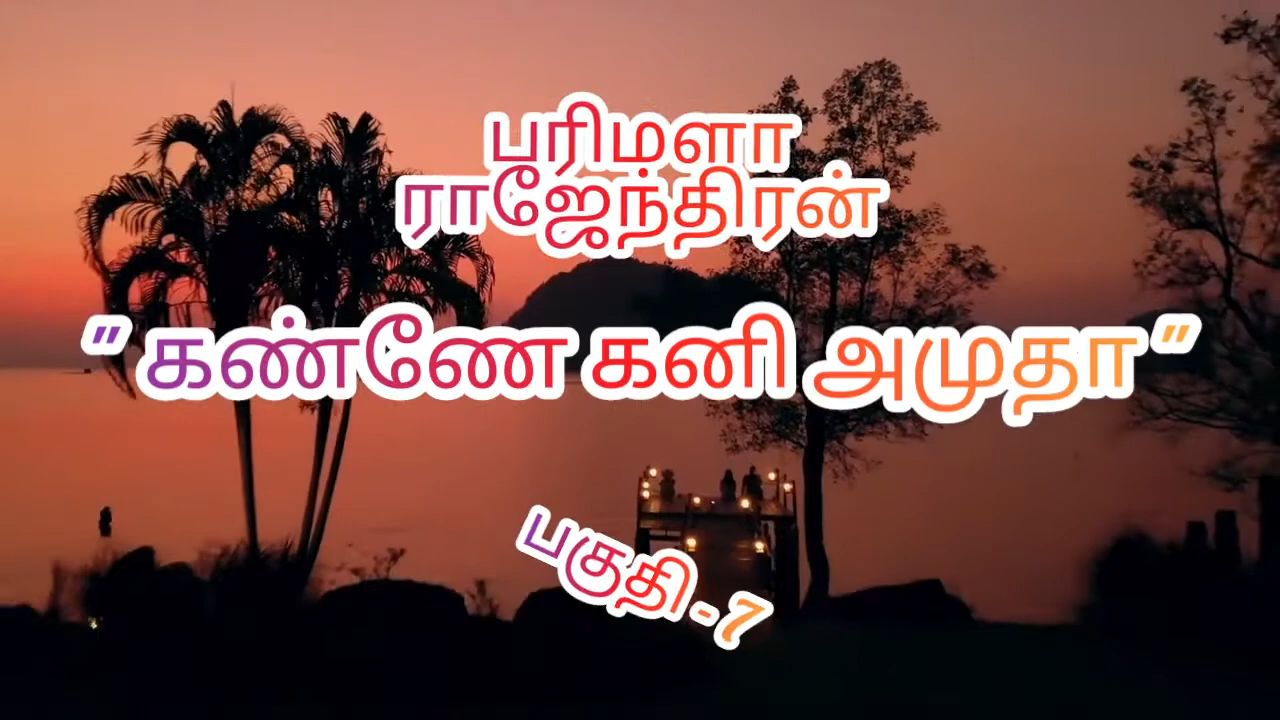 பரிமளா
ராஜேந்திரன்
" கண்ணே கனி அமுதா "
பகுதி - 7